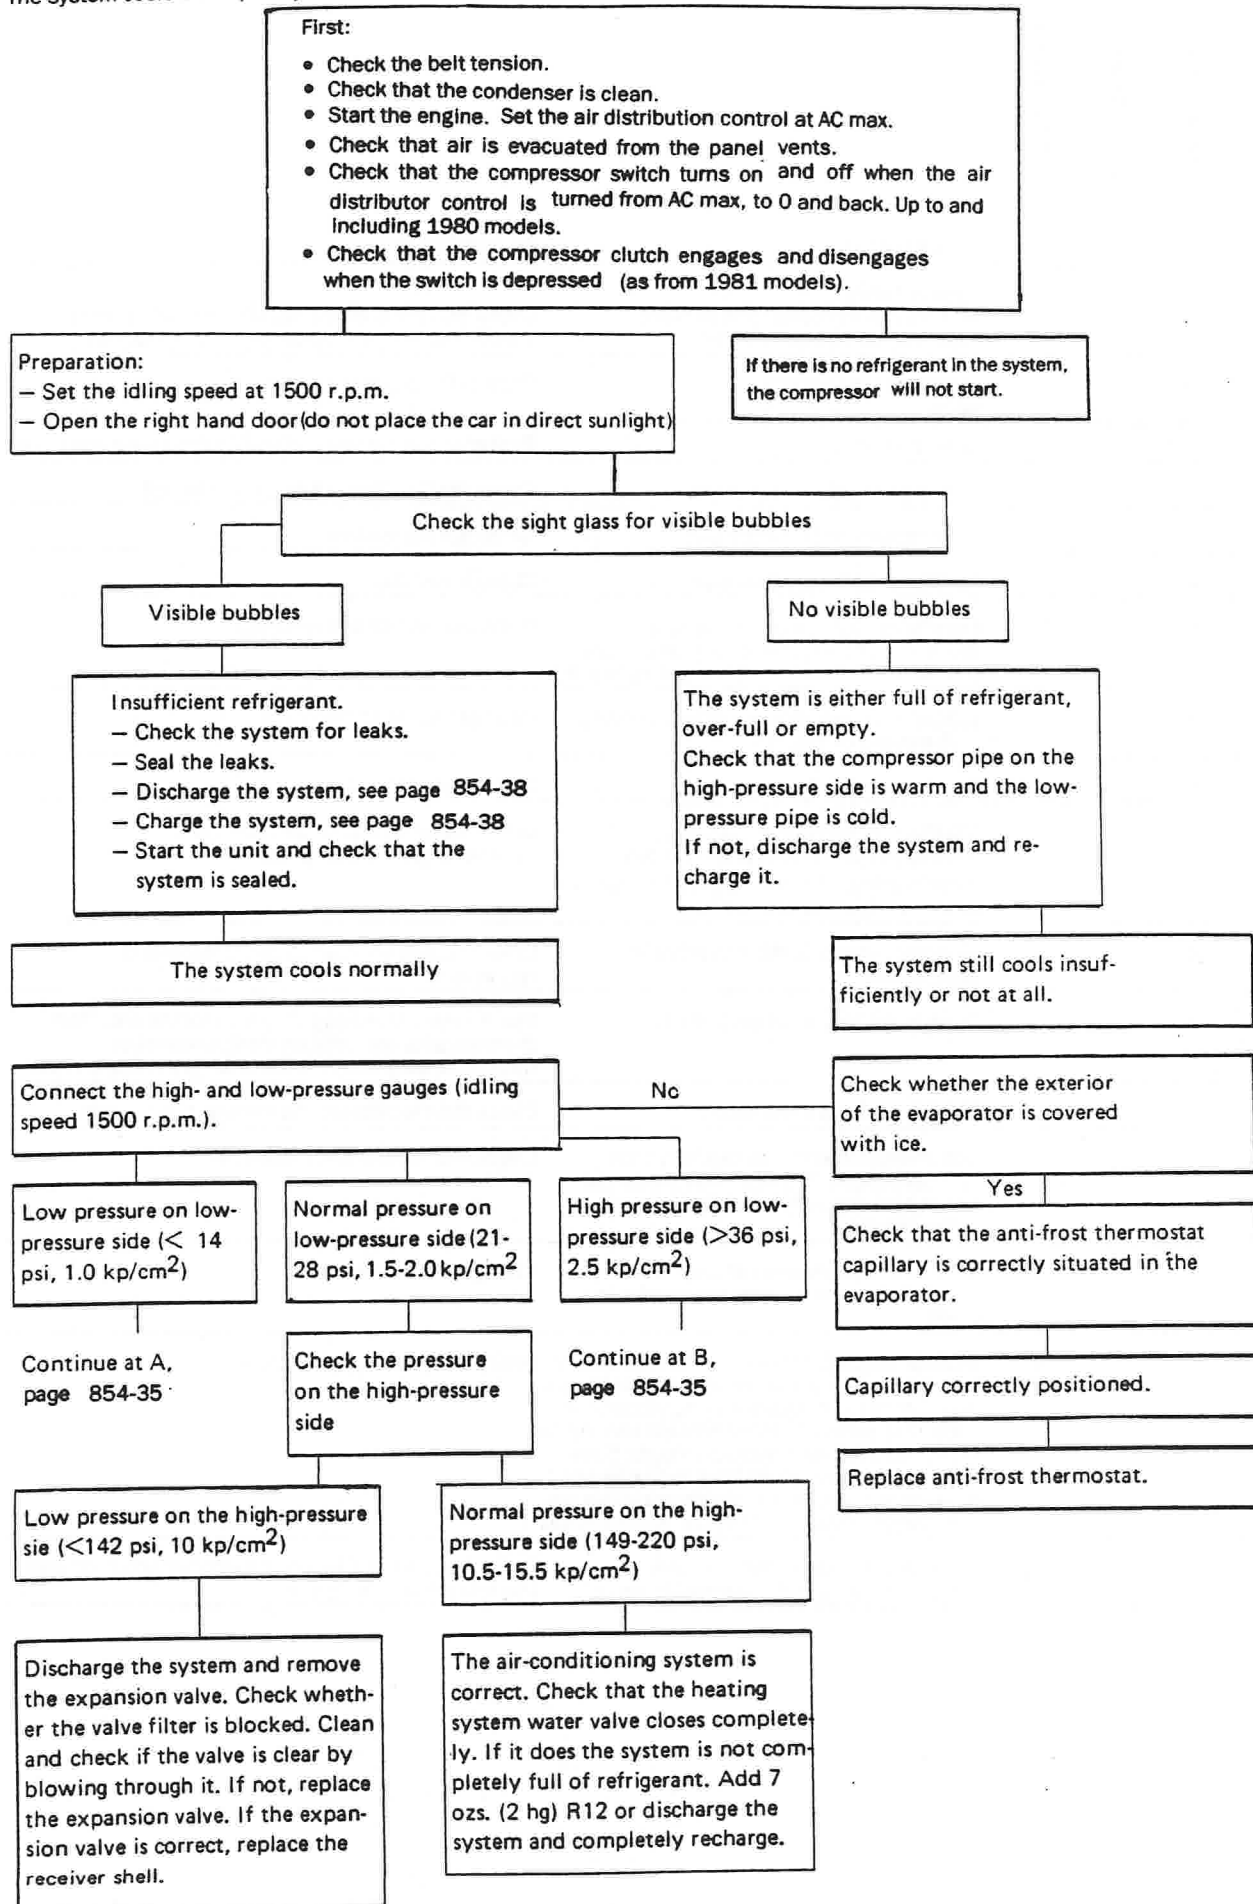 First:
• Check the belt tension.
• Check that the condenser is clean.
• Start the engine. Set the air distribution control at AC max.
• Check that air is evacuated from the panel vents.
• Check that the compressor switch turns on and off when the air
distributor control is turned from AC max, to 0 and back. Up to and
including 1980 models.
• Check that the compressor clutch engages and disengages
when the switch is depressed (as from 1981 models).
Preparation:
– Set the idling speed at 1500 r.p.m.
– Open the right hand door (do not place the car in direct sunlight)
If there is no refrigerant in the system,
the compressor will not start.
Check the sight glass for visible bubbles
Visible bubbles
No visible bubbles
Insufficient refrigerant.
– Check the system for leaks.
– Seal the leaks.
– Discharge the system, see page 854-38
– Charge the system, see page 854-38
– Start the unit and check that the
system is sealed.
The system is either full of refrigerant,
over-full or empty.
Check that the compressor pipe on the
high-pressure side is warm and the low-
pressure pipe is cold.
If not, discharge the system and re-
charge it.
The system cools normally
The system still cools insuf-
ficiently or not at all.
Connect the high- and low-pressure gauges (idling
speed 1500 r.p.m.).
No
Check whether the exterior
of the evaporator is covered
with ice.
Yes
Low pressure on low-
pressure side (< 14
psi, 1.0 kp/cm²)
Normal pressure on
low-pressure side (21-
28 psi, 1.5-2.0 kp/cm²
High pressure on low-
pressure side (>36 psi,
2.5 kp/cm²)
Check that the anti-frost thermostat
capillary is correctly situated in the
evaporator.
Continue at A,
page 854-35
Check the pressure
on the high-pressure
side
Continue at B,
page 854-35
Capillary correctly positioned.
Replace anti-frost thermostat.
Low pressure on the high-pressure
sie (<142 psi, 10 kp/cm²)
Normal pressure on the high-
pressure side (149-220 psi,
10.5-15.5 kp/cm²)
Discharge the system and remove
the expansion valve. Check wheth-
er the valve filter is blocked. Clean
and check if the valve is clear by
blowing through it. If not, replace
the expansion valve. If the expan-
sion valve is correct, replace the
receiver shell.
The air-conditioning system is
correct. Check that the heating
system water valve closes complete-
ly. If it does the system is not com-
pletely full of refrigerant. Add 7
ozs. (2 hg) R12 or discharge the
system and completely recharge.